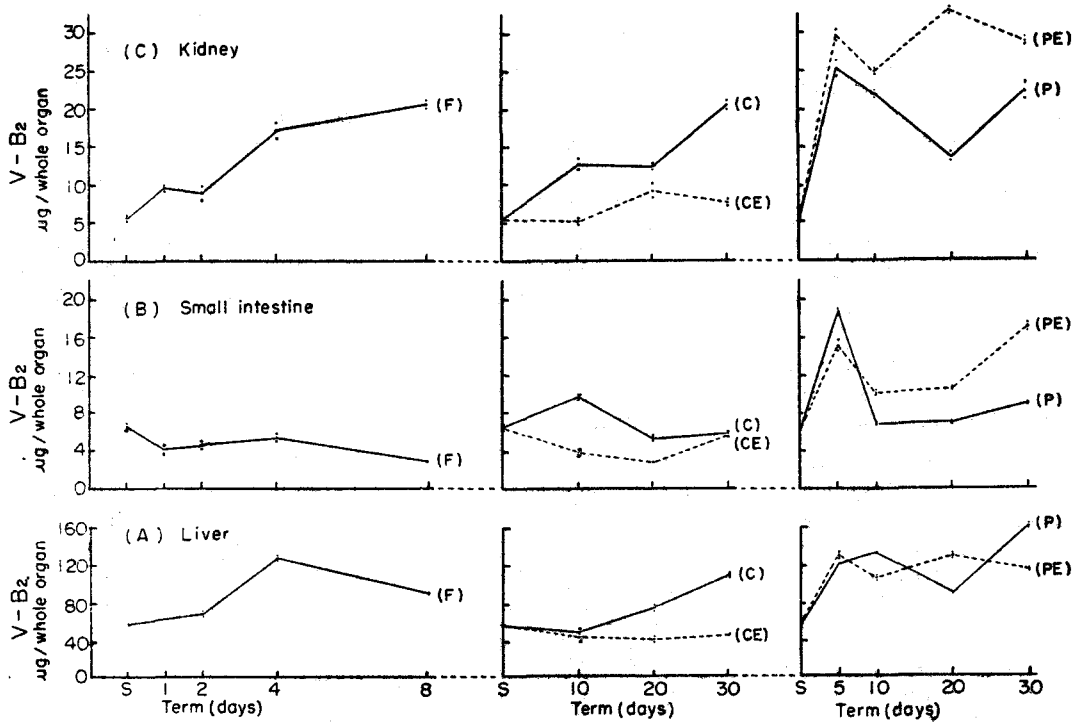 (C) Kidney
V-B2
µg/whole organ
30
25
20
15
10
5
0
(F)
(C)
(CE)
(PE)
(P)
(B) Small intestine
V-B2
µg/whole organ
20
16
12
8
4
0
(F)
(C)
(CE)
(PE)
(P)
(A) Liver
V-B2
µg/whole organ
160
120
80
40
0
(F)
(C)
(CE)
(P)
(PE)
S 1 2 4 8
Term (days)
S 10 20 30
Term (days)
S 5 10 20 30
Term (days)